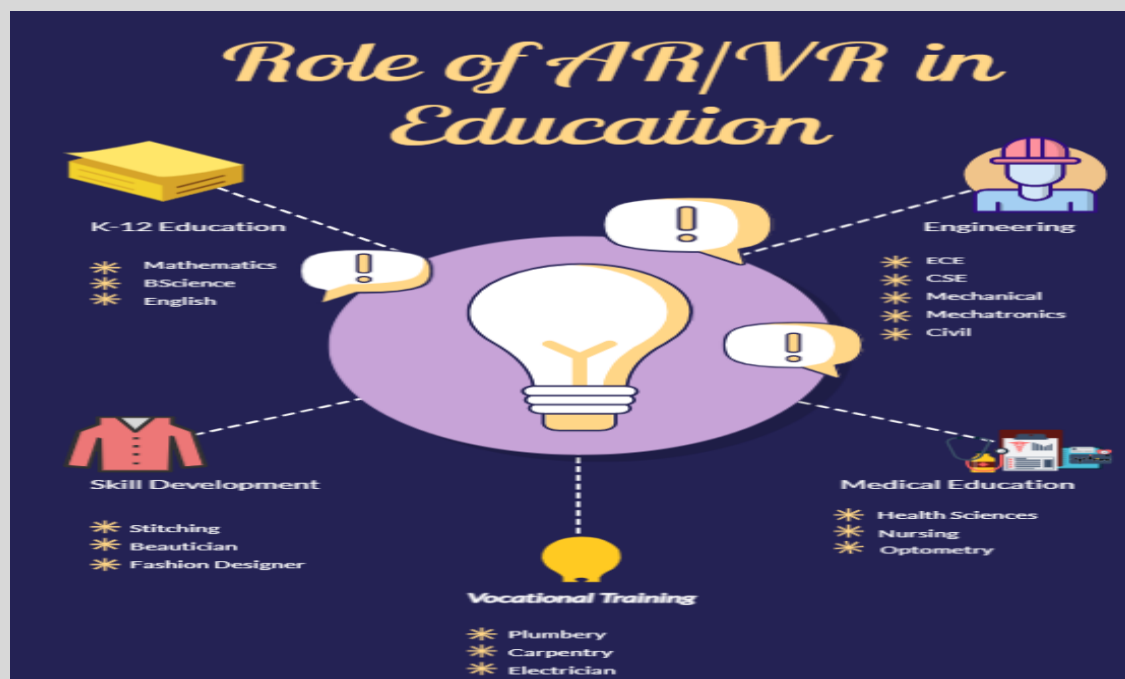 Role of AR/VR in
Education
K-12 Education
Mathematics
BScience
English
Engineering
ECE
CSE
Mechanical
Mechatronics
Civil
Skill Development
Stitching
Beautician
Fashion Designer
Medical Education
Health Sciences
Nursing
Optometry
Vocational Training
Plumbery
Carpentry
Electrician